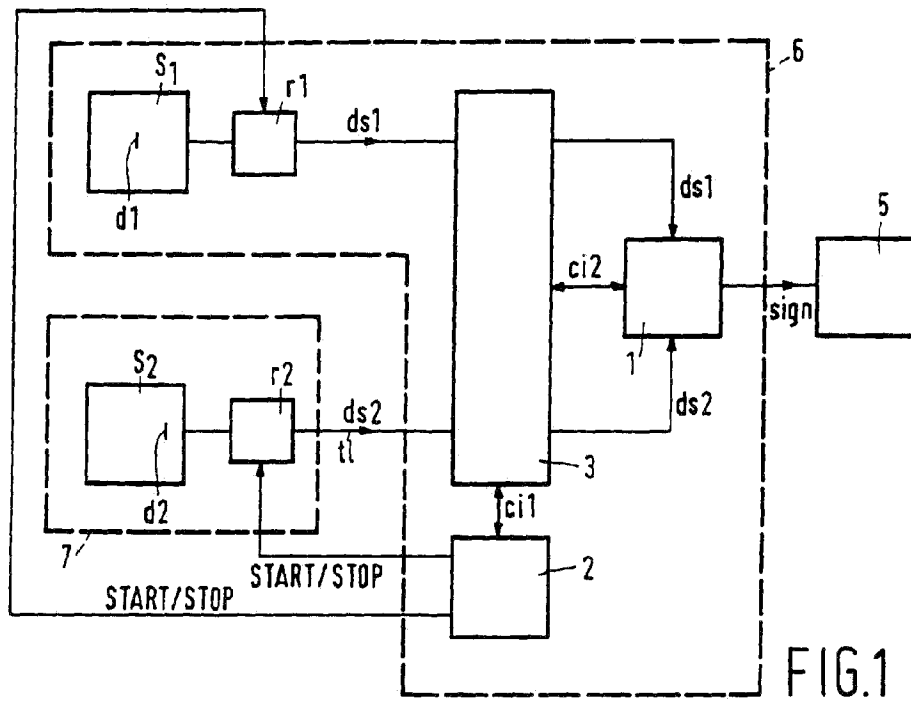 6
S1
r1
ds1
d1
ds1
5
ci2
sign
1
S2
r2
ds2
tl
ds2
3
d2
ci1
7
START/STOP
2
START/STOP
FIG.1